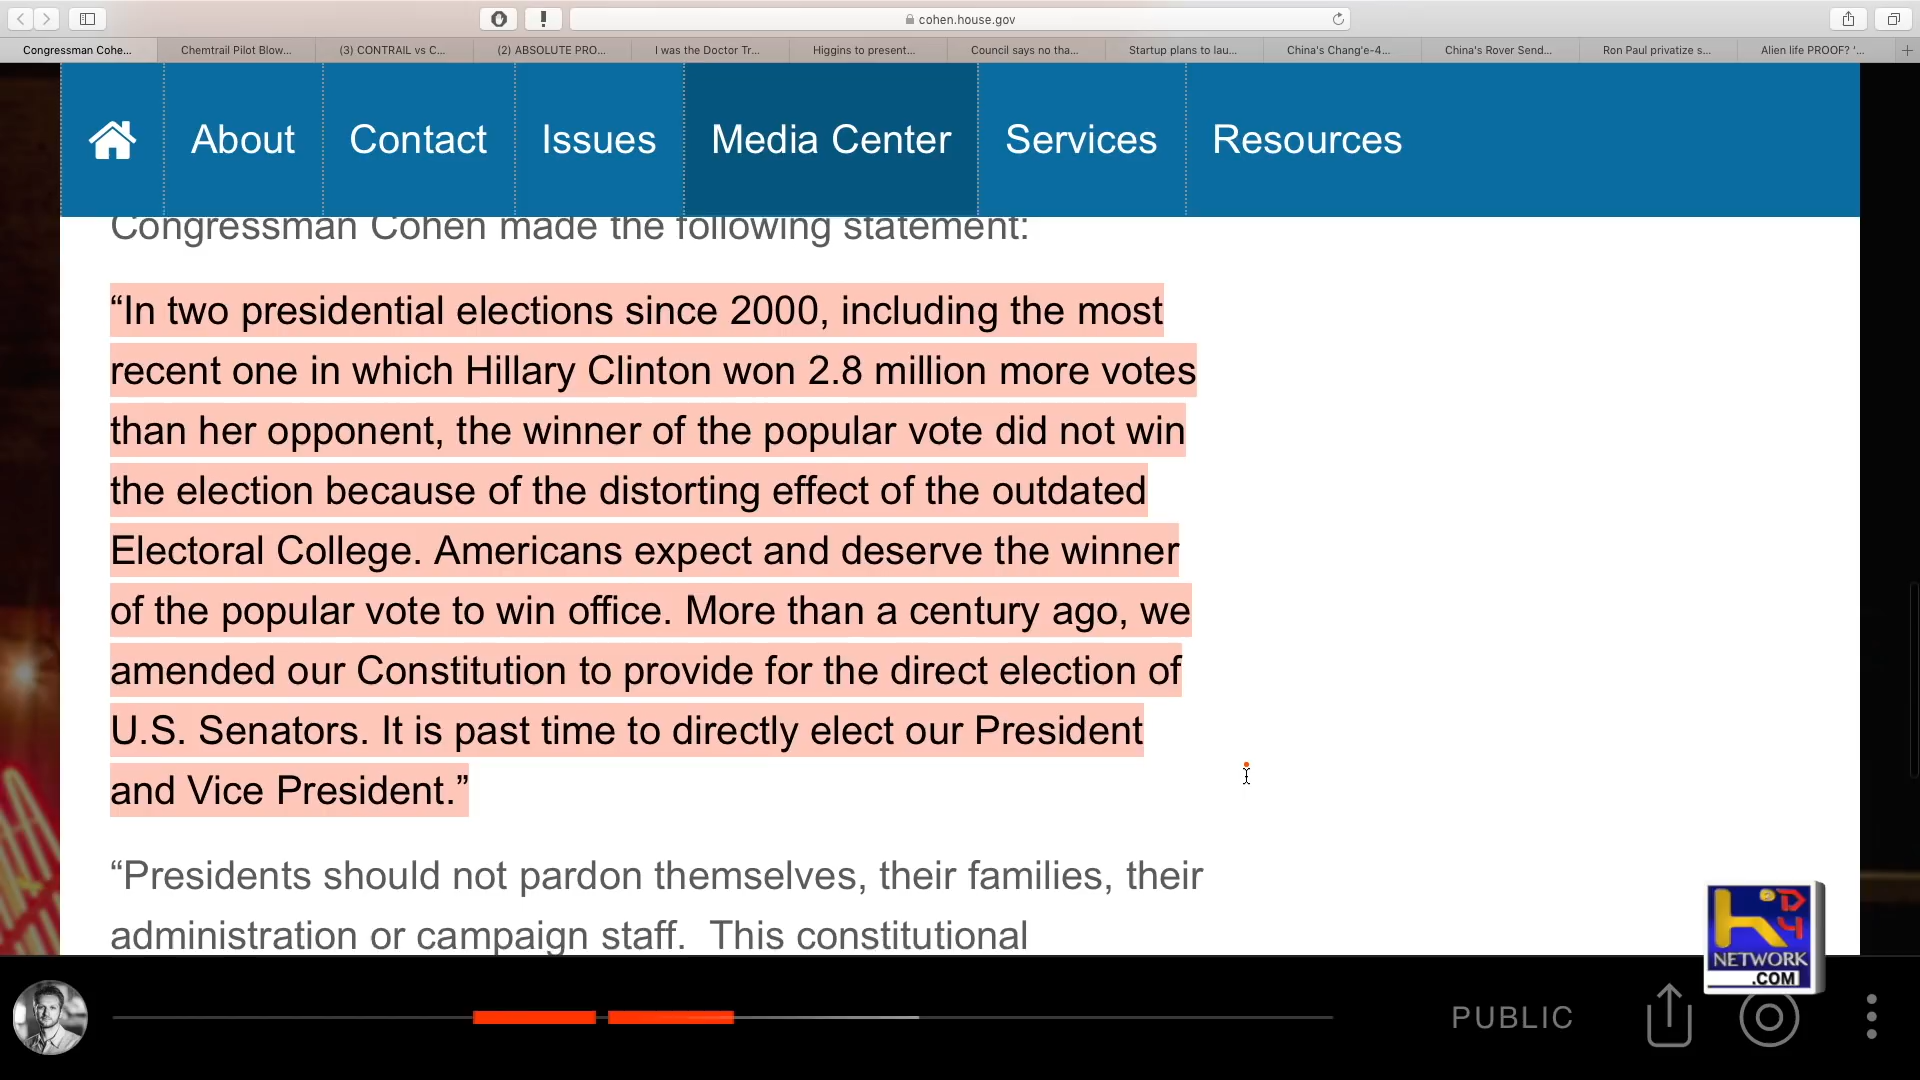 cohen.house.gov
Congressman Cohe...
Chemtrail Pilot Blow...
(3) CONTRAIL vs C...
(2) ABSOLUTE PRO...
I was the Doctor Tr...
Higgins to present...
Council says no tha...
Startup plans to lau...
China's Chang'e-4...
China's Rover Send...
Ron Paul privatize s...
Alien life PROOF? '...
About
Contact
Issues
Media Center
Services
Resources
Congressman Cohen made the following statement:
“In two presidential elections since 2000, including the most
recent one in which Hillary Clinton won 2.8 million more votes
than her opponent, the winner of the popular vote did not win
the election because of the distorting effect of the outdated
Electoral College. Americans expect and deserve the winner
of the popular vote to win office. More than a century ago, we
amended our Constitution to provide for the direct election of
U.S. Senators. It is past time to directly elect our President
and Vice President.”
“Presidents should not pardon themselves, their families, their
administration or campaign staff.  This constitutional
NETWORK
.COM
PUBLIC